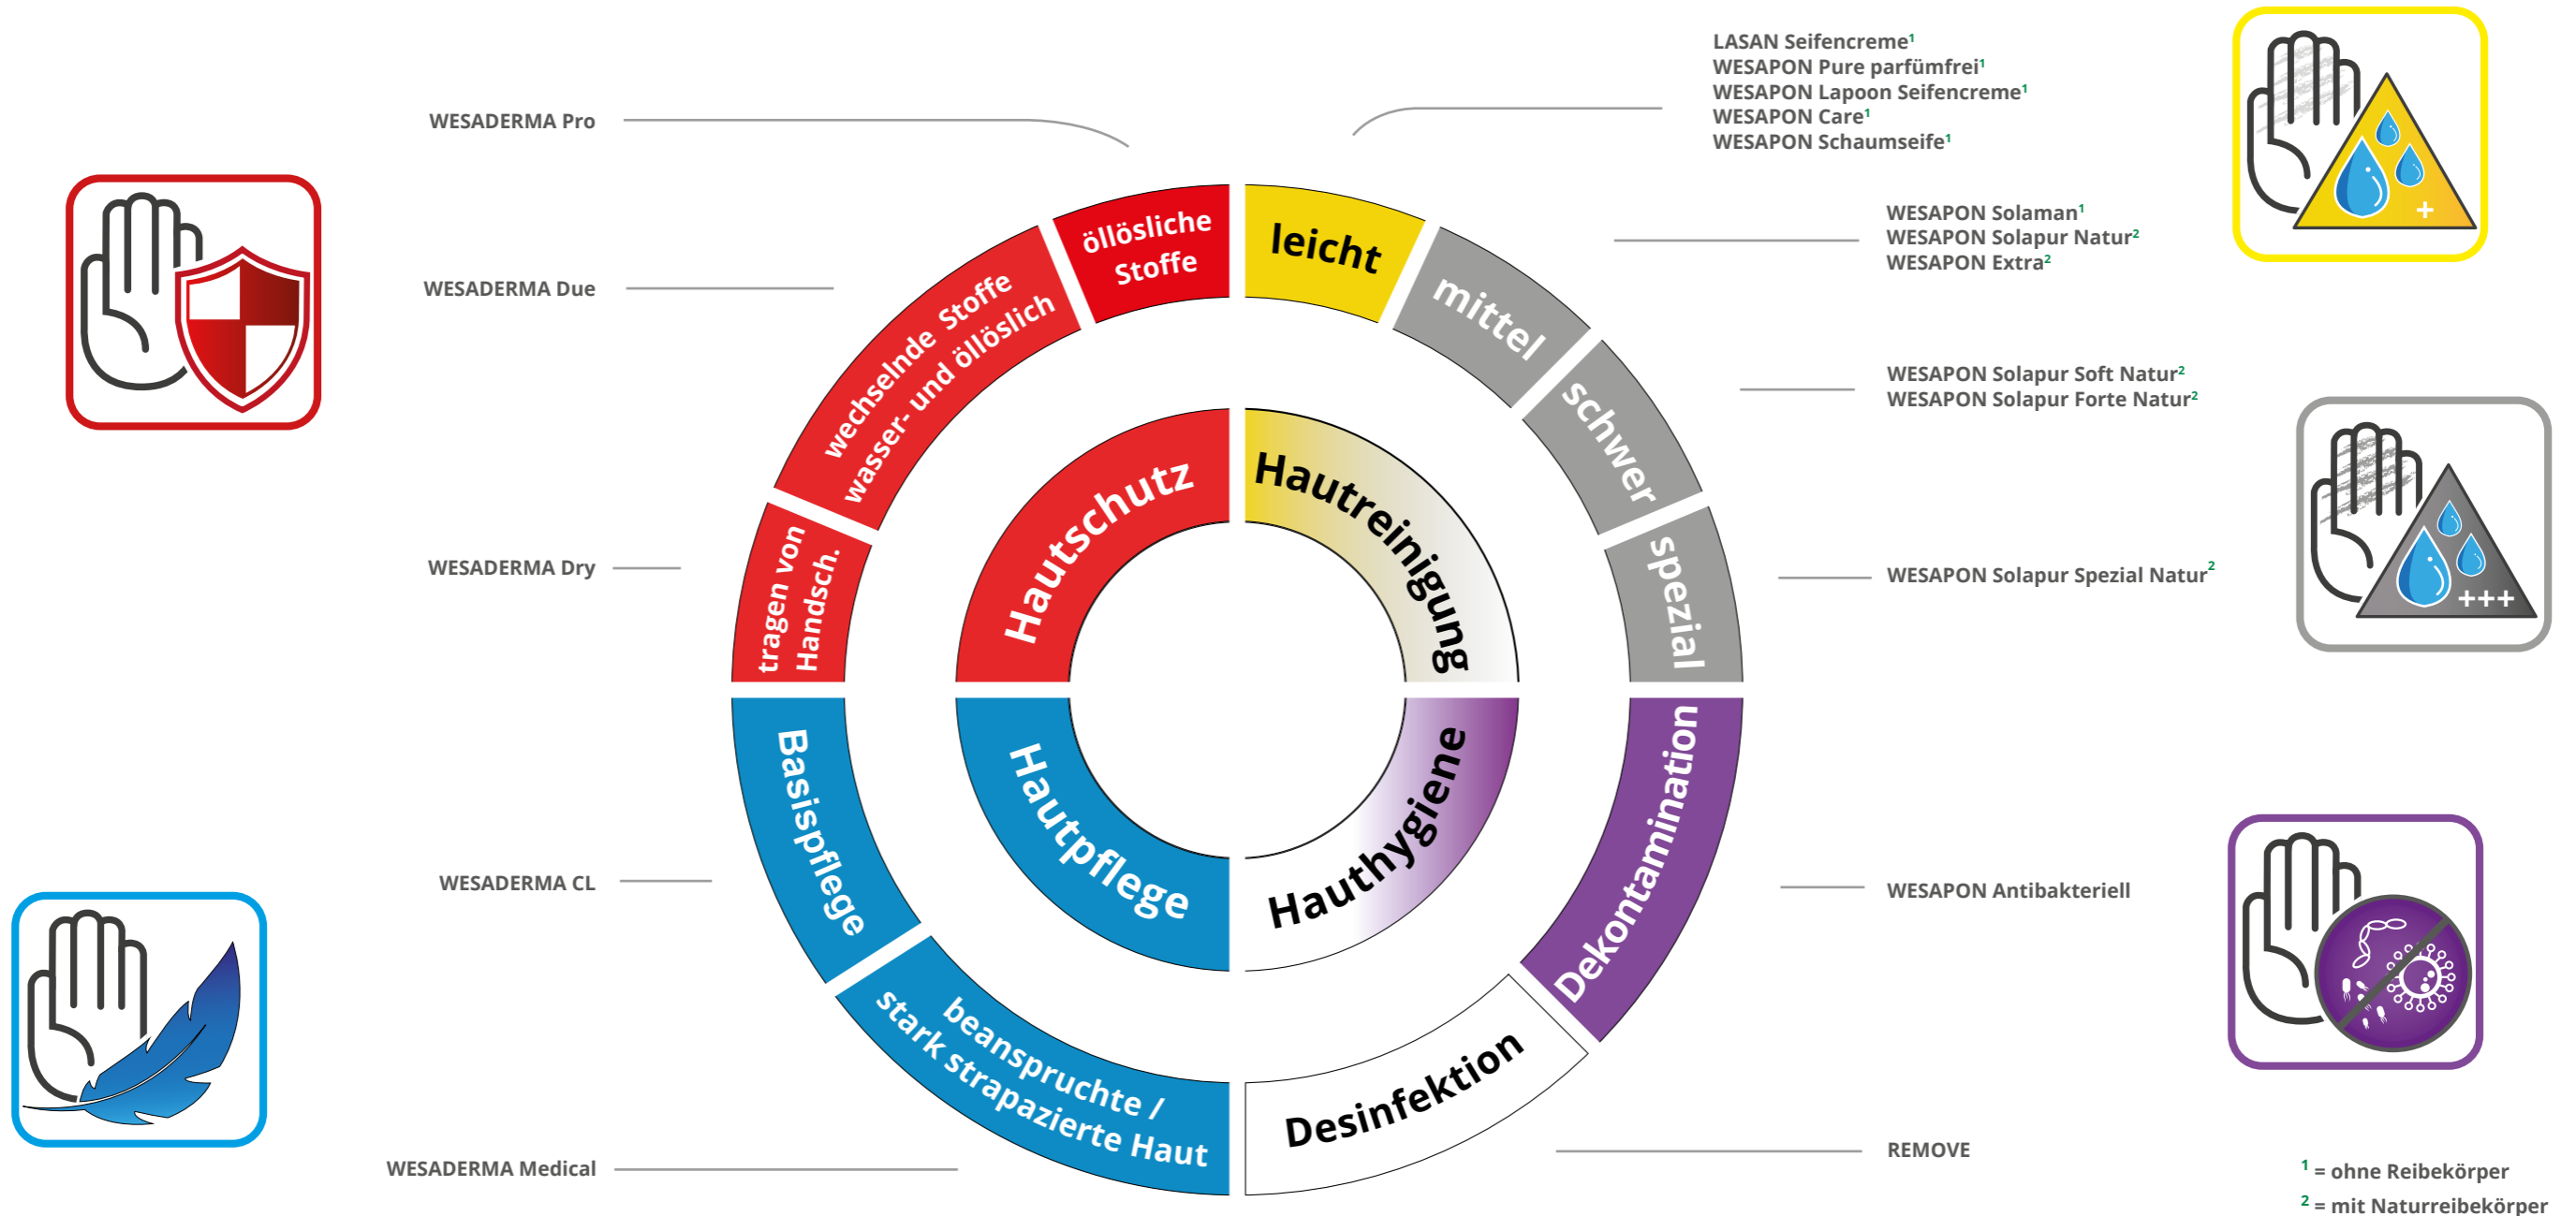 LASAN Seifencreme¹
WESAPON Pure parfümfrei¹
WESAPON Lapoon Seifencreme¹
WESAPON Care¹
WESAPON Schaumseife¹
WESADERMA Pro
WESAPON Solaman¹
WESAPON Solapur Natur²
WESAPON Extra²
WESADERMA Due
WESAPON Solapur Soft Natur²
WESAPON Solapur Forte Natur²
WESADERMA Dry
WESAPON Solapur Spezial Natur²
WESADERMA CL
WESAPON Antibakteriell
WESADERMA Medical
REMOVE
öllösliche
Stoffe
wechselnde Stoffe
wasser- und öllöslich
tragen von
Handsch.
leicht
mittel
schwer
spezial
Hautschutz
Hautreinigung
Hautpflege
Hauthygiene
Basispflege
beanspruchte /
stark strapazierte Haut
Dekontamination
Desinfektion
+
+++
¹ = ohne Reibekörper
² = mit Naturreibekörper